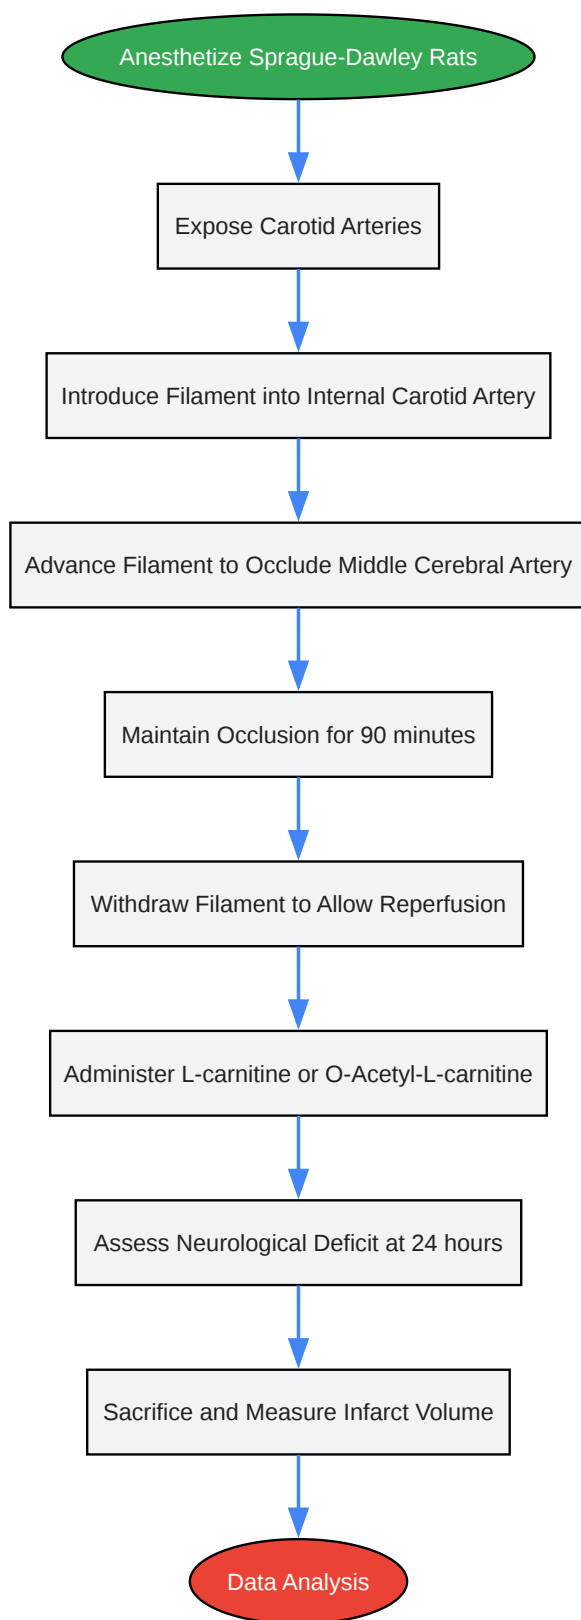 Anesthetize Sprague-Dawley Rats
Expose Carotid Arteries
Introduce Filament into Internal Carotid Artery
Advance Filament to Occlude Middle Cerebral Artery
Maintain Occlusion for 90 minutes
Withdraw Filament to Allow Reperfusion
Administer L-carnitine or O-Acetyl-L-carnitine
Assess Neurological Deficit at 24 hours
Sacrifice and Measure Infarct Volume
Data Analysis